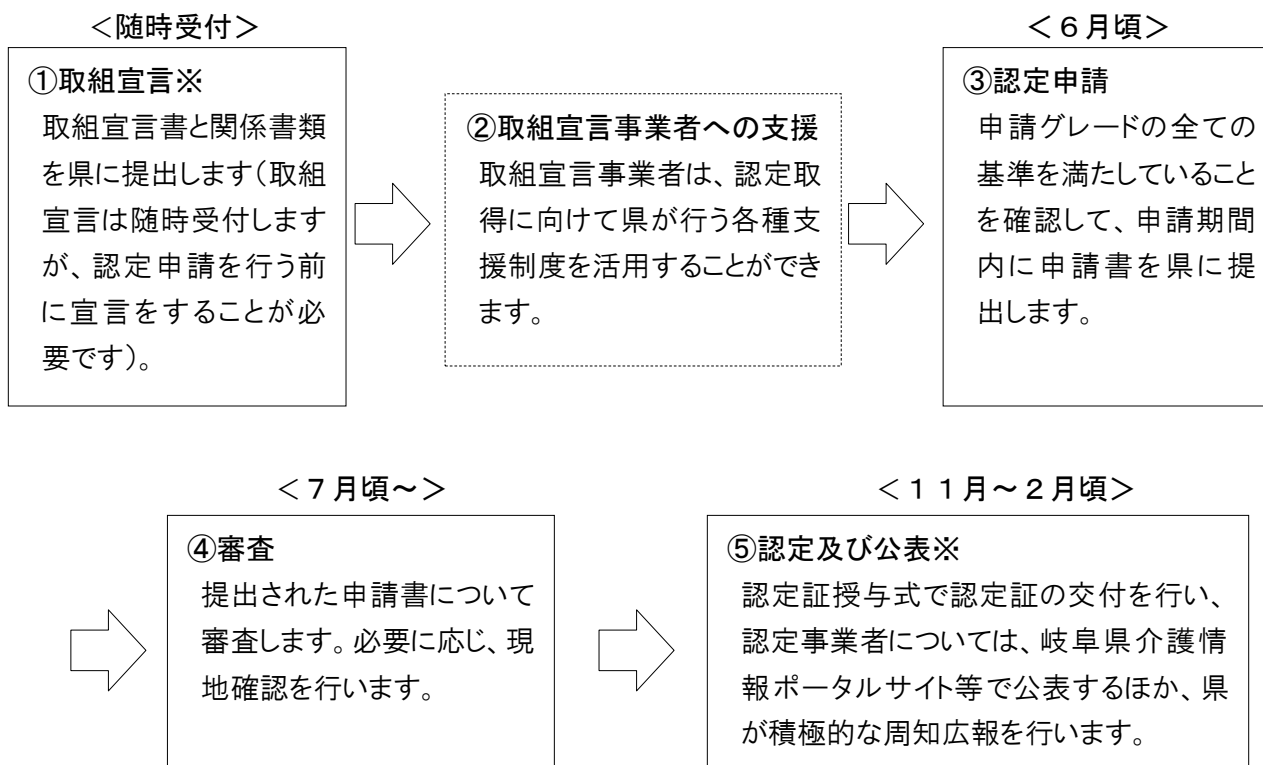 ＜随時受付＞
①取組宣言※
取組宣言書と関係書類
を県に提出します（取組
宣言は随時受付します
が、認定申請を行う前
に宣言をすることが必
要です）。
②取組宣言事業者への支援
取組宣言事業者は、認定取
得に向けて県が行う各種支
援制度を活用することができ
ます。
＜６月頃＞
③認定申請
申請グレードの全ての
基準を満たしていること
を確認して、申請期間
内に申請書を県に提
出します。
＜７月頃～＞
④審査
提出された申請書について
審査します。必要に応じ、現
地確認を行います。
＜１１月～２月頃＞
⑤認定及び公表※
認定証授与式で認定証の交付を行い、
認定事業者については、岐阜県介護情
報ポータルサイト等で公表するほか、県
が積極的な周知広報を行います。